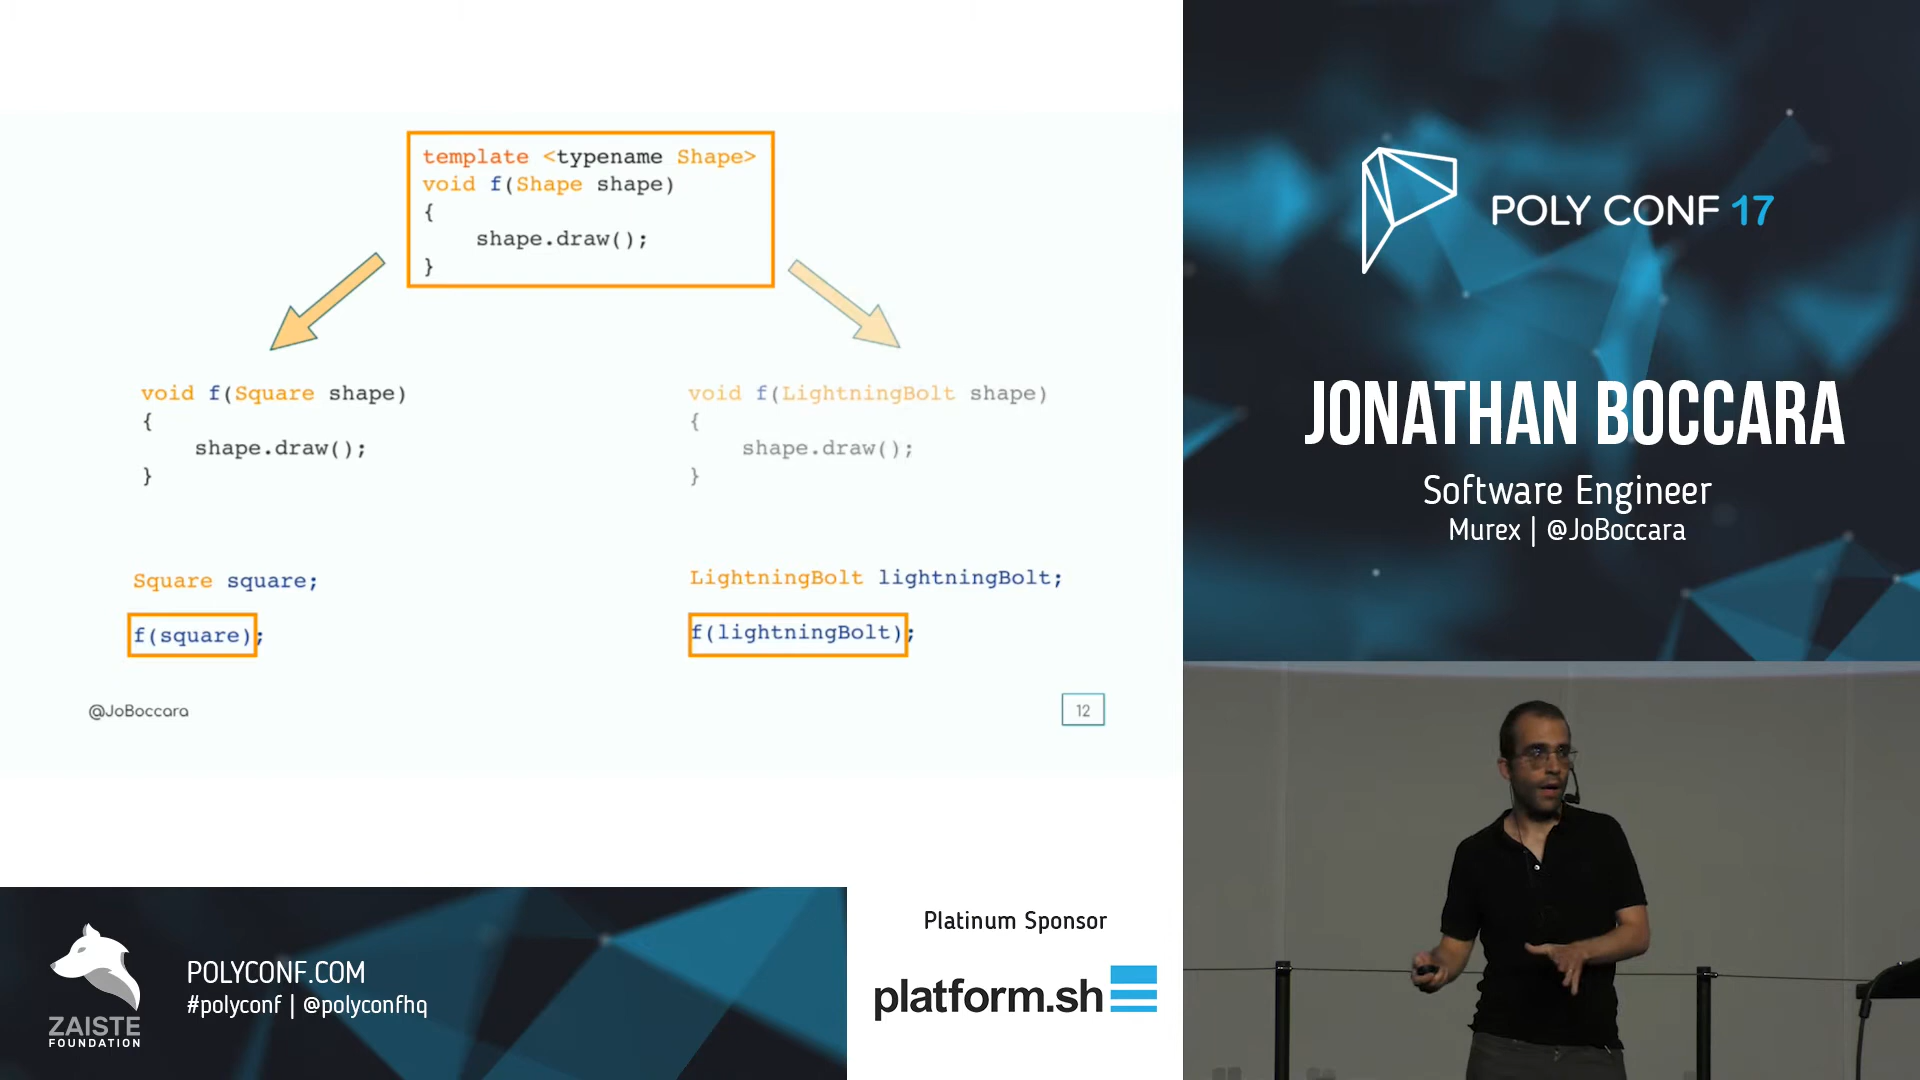 template <typename Shape>
void f(Shape shape)
{
    shape.draw();
}
void f(Square shape)
{
    shape.draw();
}
void f(LightningBolt shape)
{
    shape.draw();
}
Square square;
f(square);
LightningBolt lightningBolt;
f(lightningBolt);
@JoBoccara
12
POLY CONF 17
JONATHAN BOCCARA
Software Engineer
Murex | @JoBoccara
ZAISTE
FOUNDATION
POLYCONF.COM
#polyconf | @polyconfhq
Platinum Sponsor
platform.sh